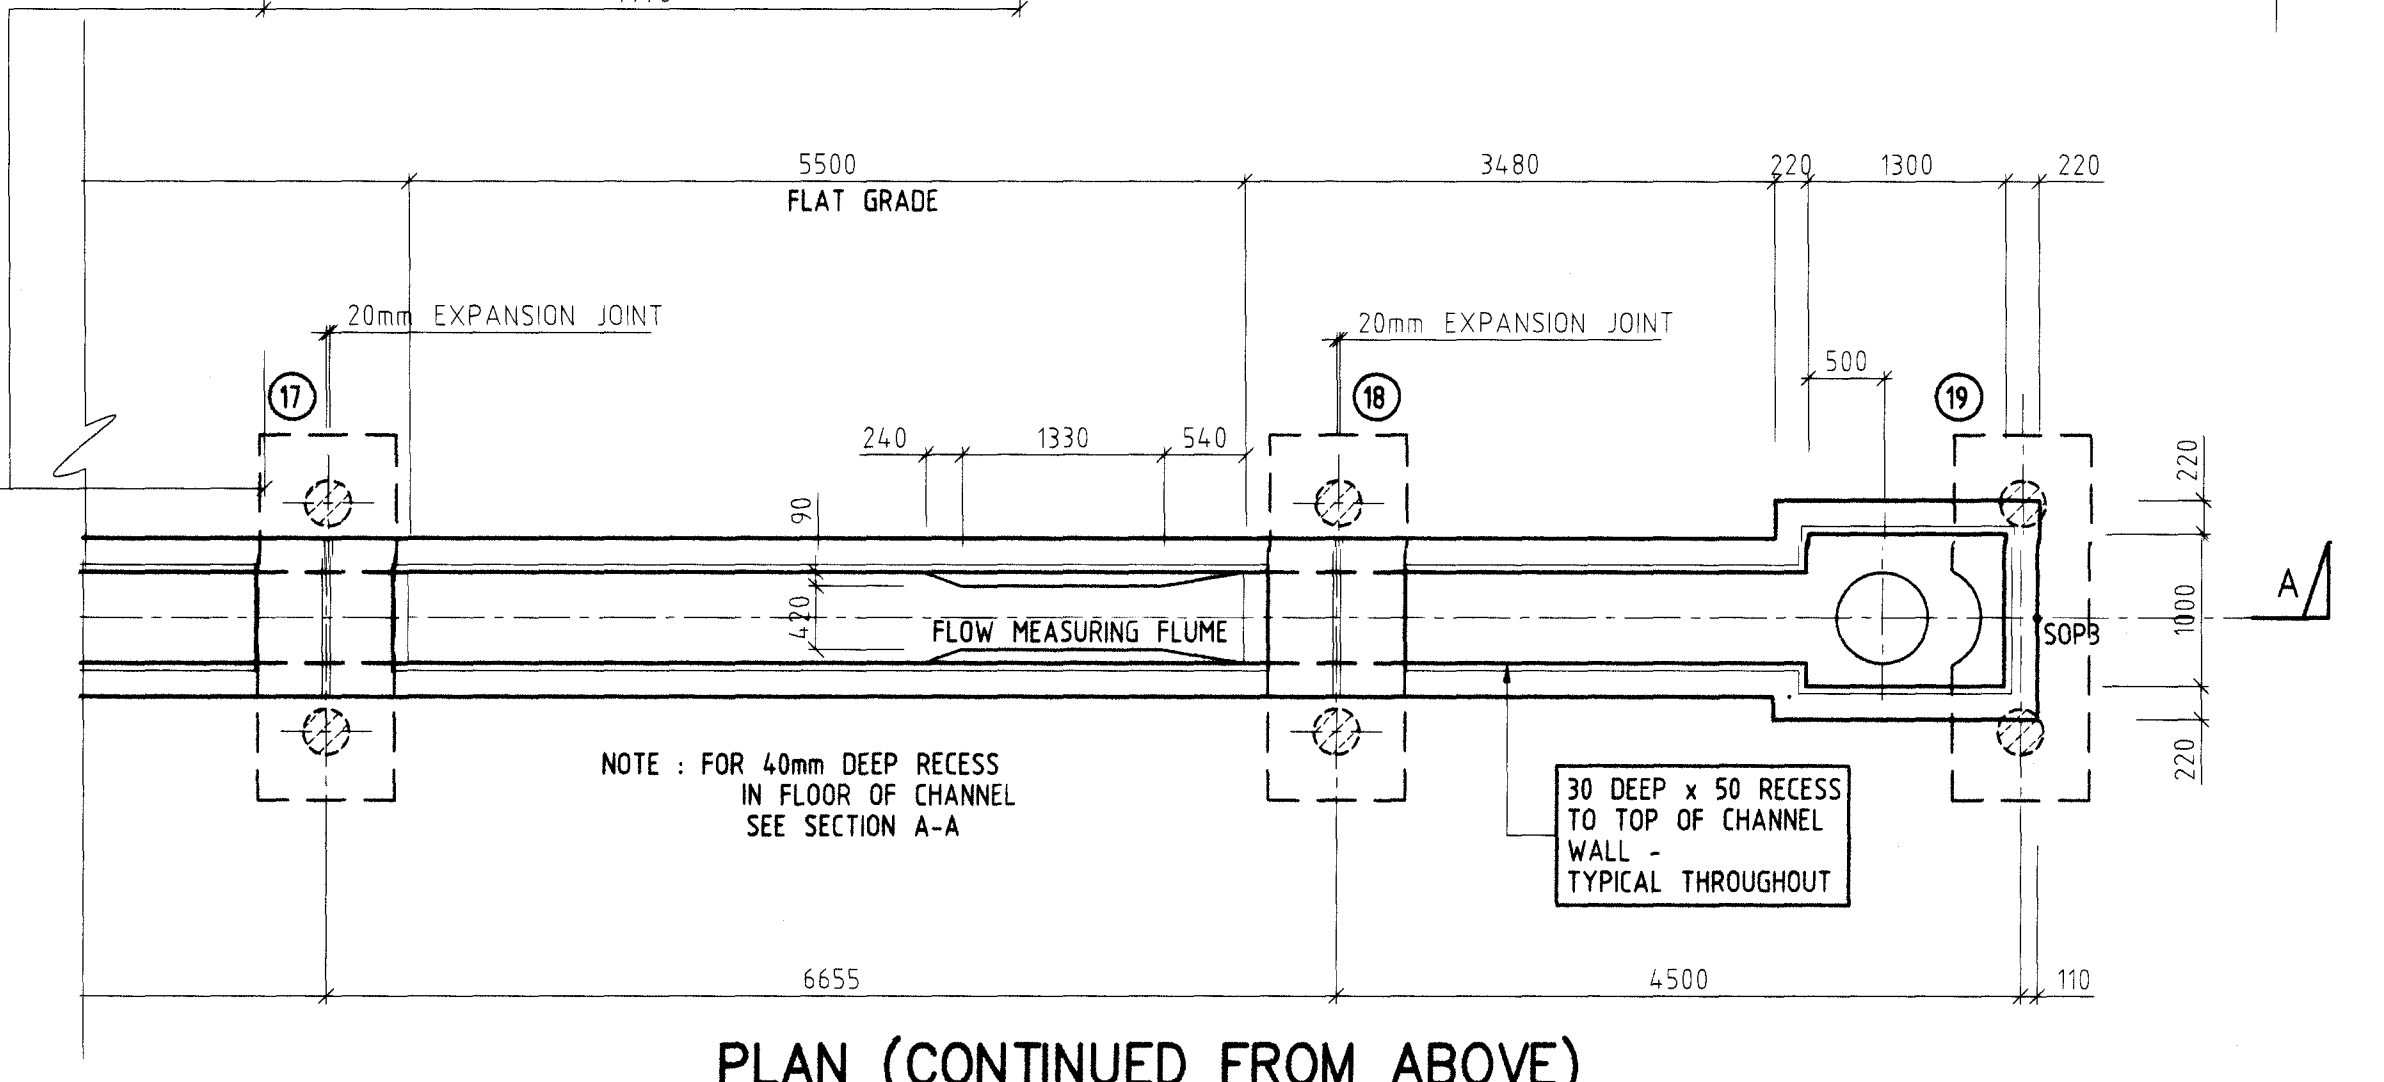 5500
3480
220
1300
220
FLAT GRADE
20mm EXPANSION JOINT
20mm EXPANSION JOINT
500
17
18
19
240
1330
540
220
90
420
FLOW MEASURING FLUME
A
1000
SOP3
220
NOTE : FOR 40mm DEEP RECESS
IN FLOOR OF CHANNEL
SEE SECTION A-A
30 DEEP x 50 RECESS
TO TOP OF CHANNEL
WALL -
TYPICAL THROUGHOUT
6655
4500
110
PLAN (CONTINUED FROM ABOVE)